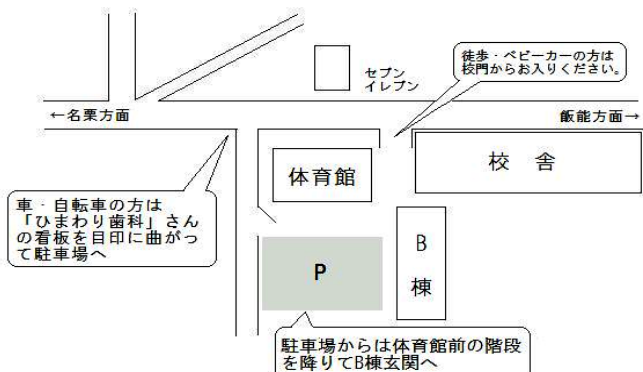 セブン
イレブン
徒歩・ベビーカーの方は
校門からお入りください。
←名栗方面
飯能方面→
体育館
校 舎
車・自転車の方は
「ひまわり歯科」さん
の看板を目印に曲がっ
て駐車場へ
P
B
棟
駐車場からは体育館前の階段
を降りてB棟玄関へ